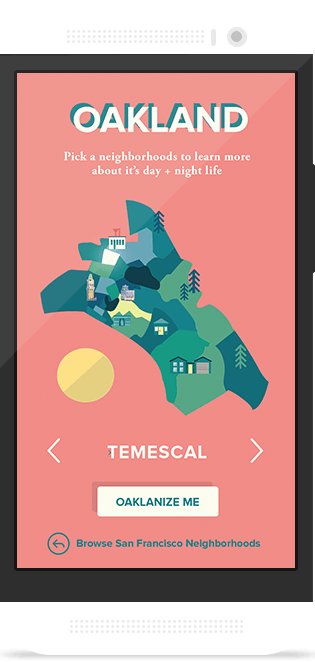 OAKLAND
Pick a neighborhoods to learn more
about it's day + night life
TEMESCAL
OAKLANIZE ME
Browse San Francisco Neighborhoods